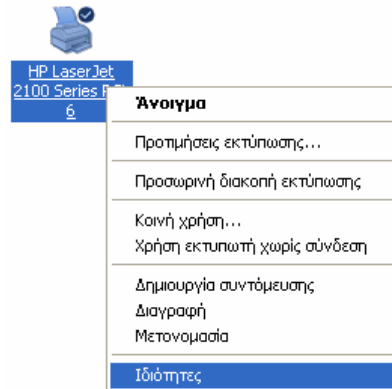 HP LaserJet
2100 Series
6
Άνοιγμα
Προτιμήσεις εκτύπωσης...
Προσωρινή διακοπή εκτύπωσης
Κοινή χρήση...
Χρήση εκτυπωτή χωρίς σύνδεση
Δημιουργία συντόμευσης
Διαγραφή
Μετονομασία
Ιδιότητες